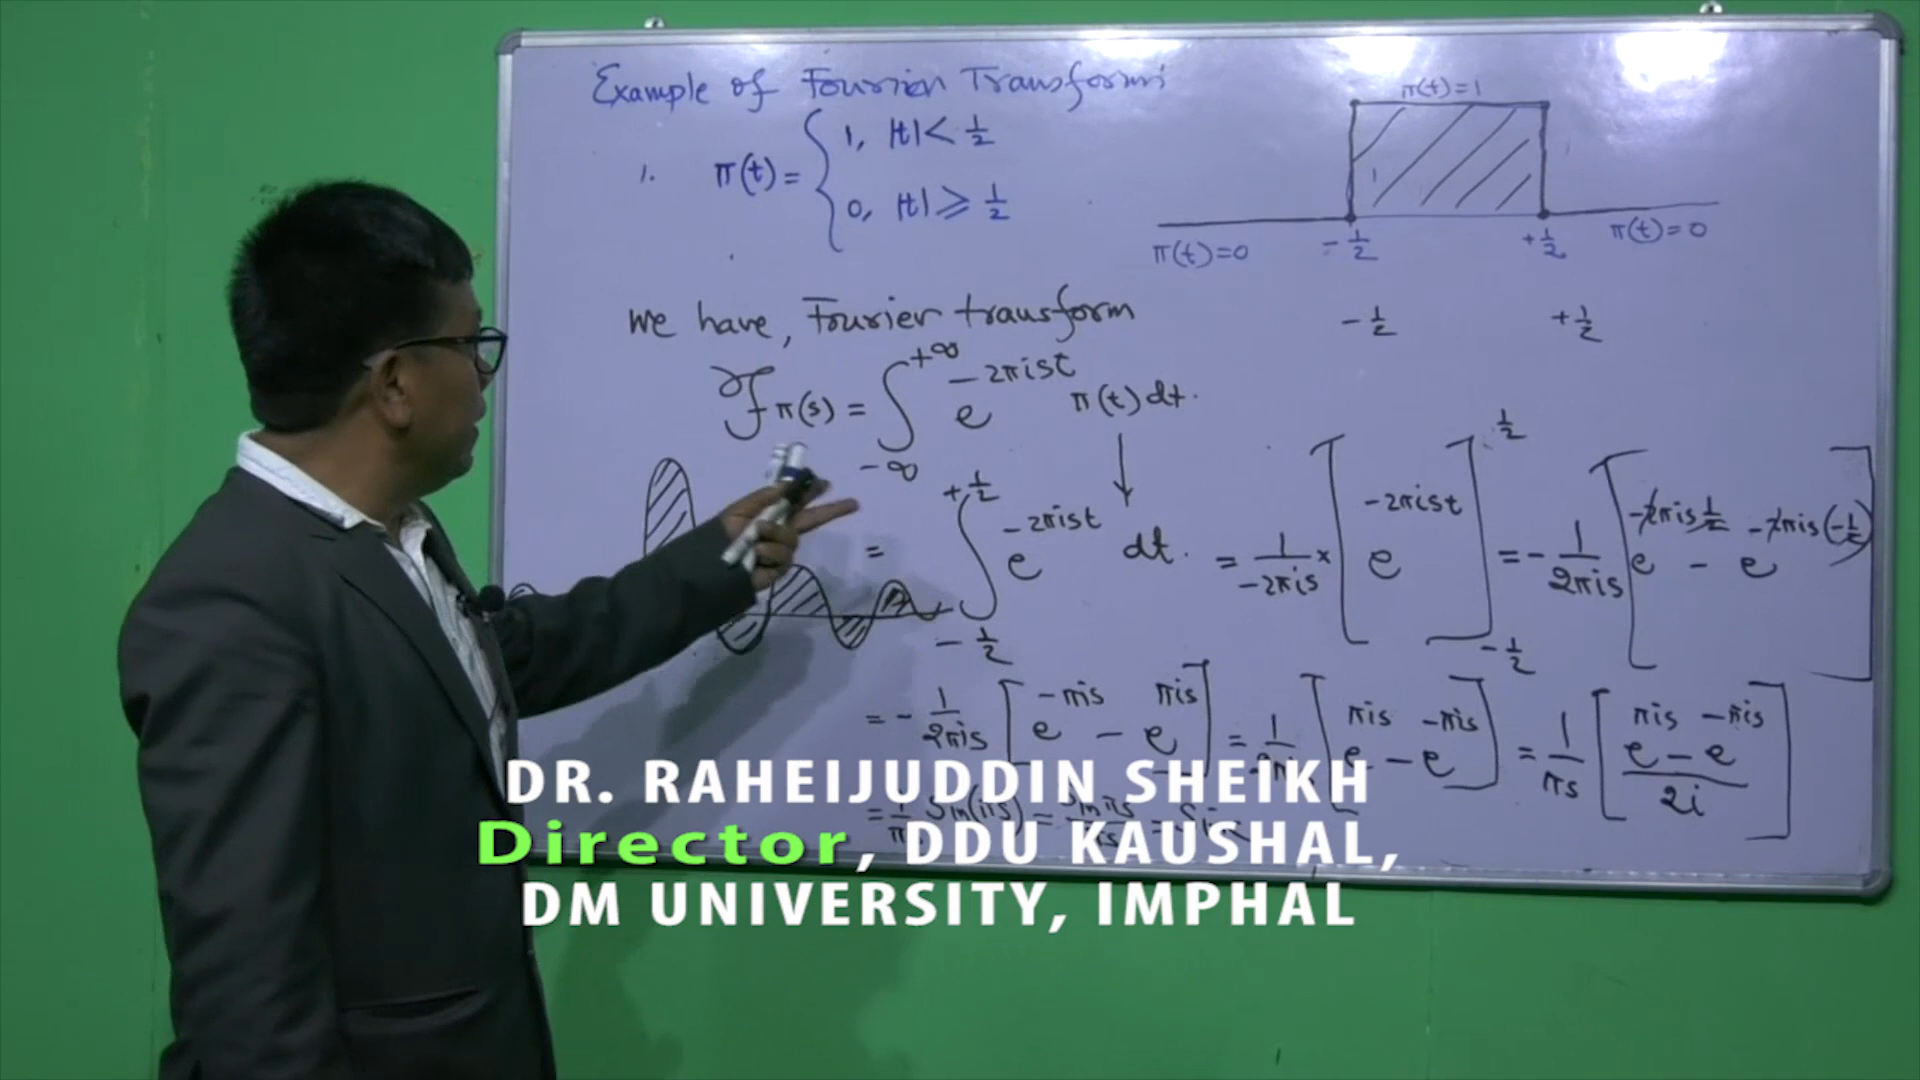 Example of Fourier Transforms
1. π(t) = { 1, |t| < 1/2
0, |t| ≥ 1/2
π(t)=1
1
π(t)=0 -1/2 +1/2 π(t)=0
-1/2 +1/2
We have, Fourier transform
ℱπ(s) = ∫_{-∞}^{+∞} e^{-2πist} π(t) dt.
= ∫_{-1/2}^{+1/2} e^{-2πist} dt. = 1/(-2πis) × [e^{-2πist}]_{-1/2}^{1/2} = -1/(2πis) [e^{-2πis 1/2} - e^{-2πis(-1/2)}]
= -1/(2πis) [e^{-πis} - e^{πis}] = [e^{πis} - e^{-πis}] = 1/(πs) [(e^{πis} - e^{-πis})/(2i)]
DR. RAHEIJUDDIN SHEIKH
Director, DDU KAUSHAL,
DM UNIVERSITY, IMPHAL